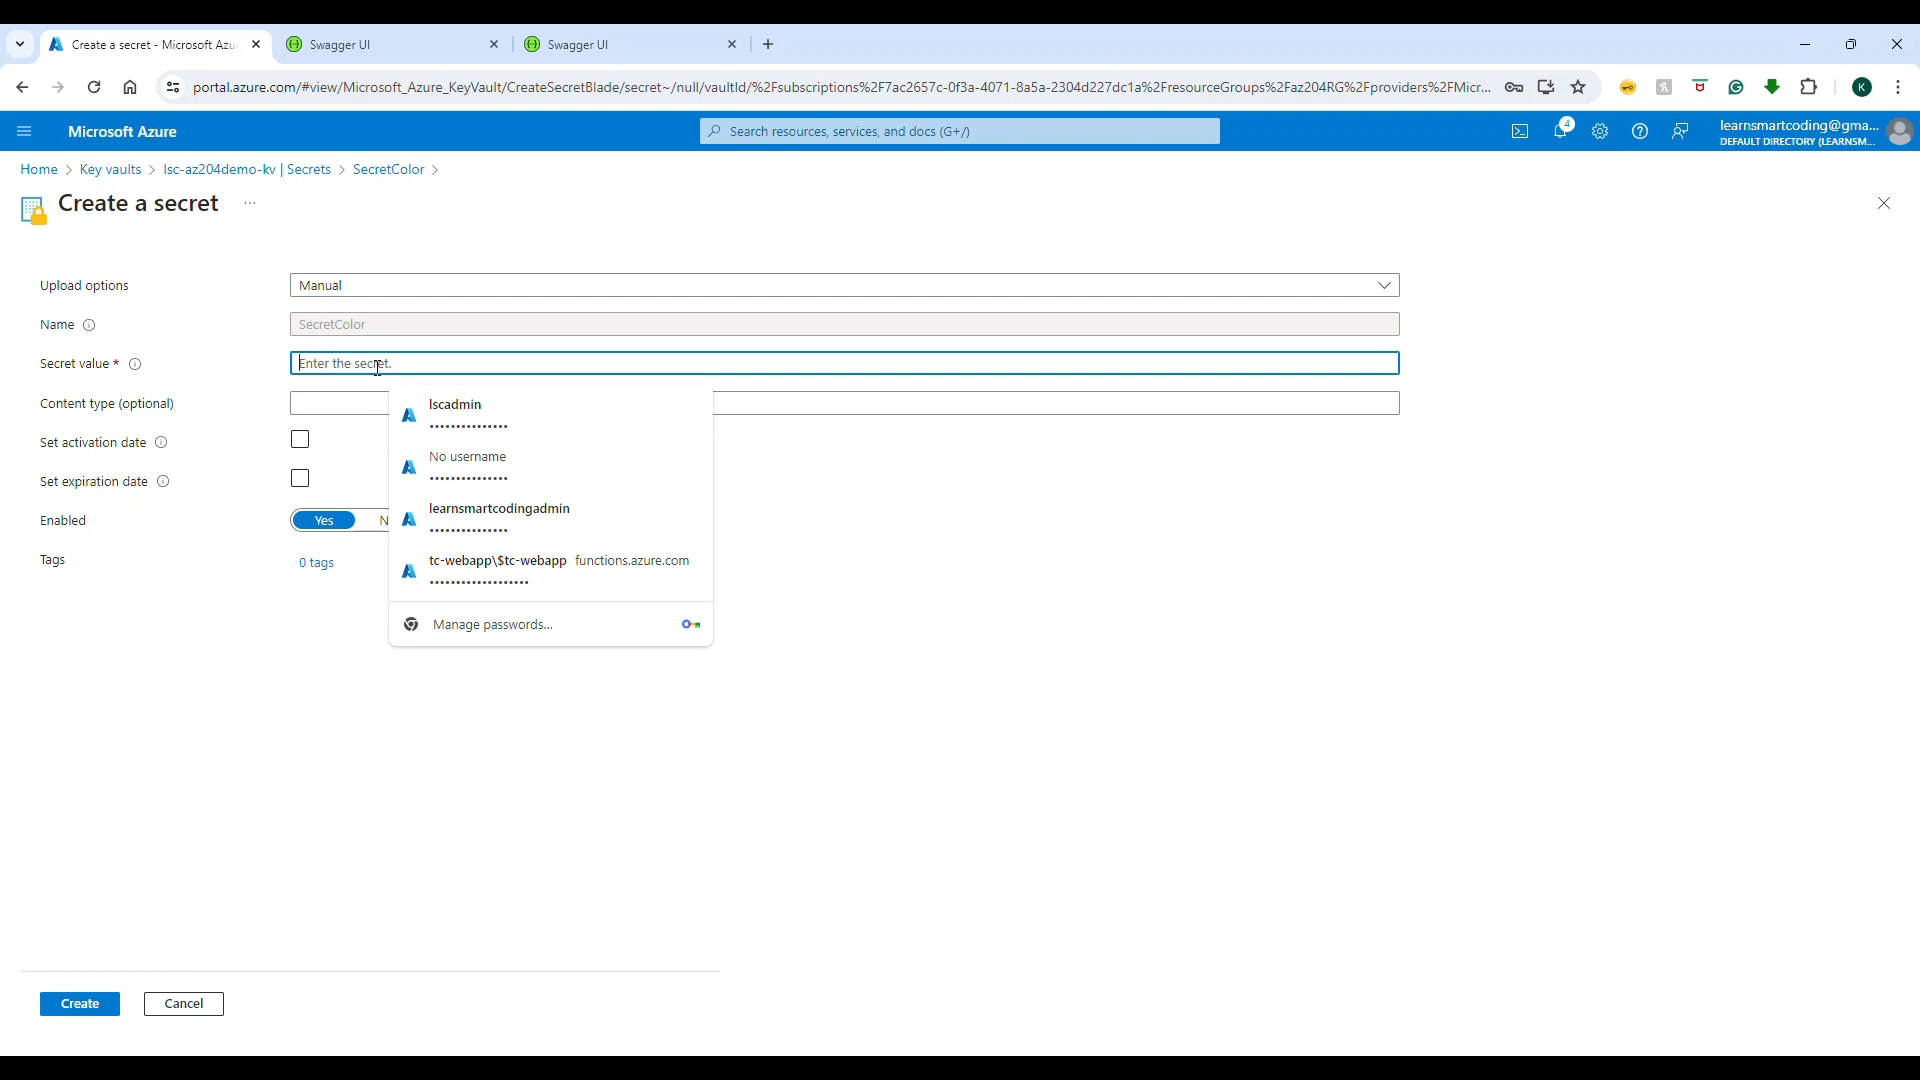 Create a secret - Microsoft Azu
Swagger UI
Swagger UI
portal.azure.com/#view/Microsoft_Azure_KeyVault/CreateSecretBlade/secret~/null/vaultId/%2Fsubscriptions%2F7ac2657c-0f3a-4071-8a5a-2304d227dc1a%2FresourceGroups%2Faz204RG%2Fproviders%2FMicr...
K
Microsoft Azure
Search resources, services, and docs (G+/)
4
learnsmartcoding@gma...
DEFAULT DIRECTORY (LEARNSM...
Home > Key vaults > lsc-az204demo-kv | Secrets > SecretColor >
Create a secret ...
Upload options
Manual
Name
SecretColor
Secret value *
Enter the secret.
Content type (optional)
Set activation date
Set expiration date
Enabled
Yes
N
Tags
0 tags
lscadmin
•••••••••••••••
No username
•••••••••••••••
learnsmartcodingadmin
•••••••••••••••
tc-webapp\$tc-webapp functions.azure.com
•••••••••••••••••••
Manage passwords...
Create
Cancel